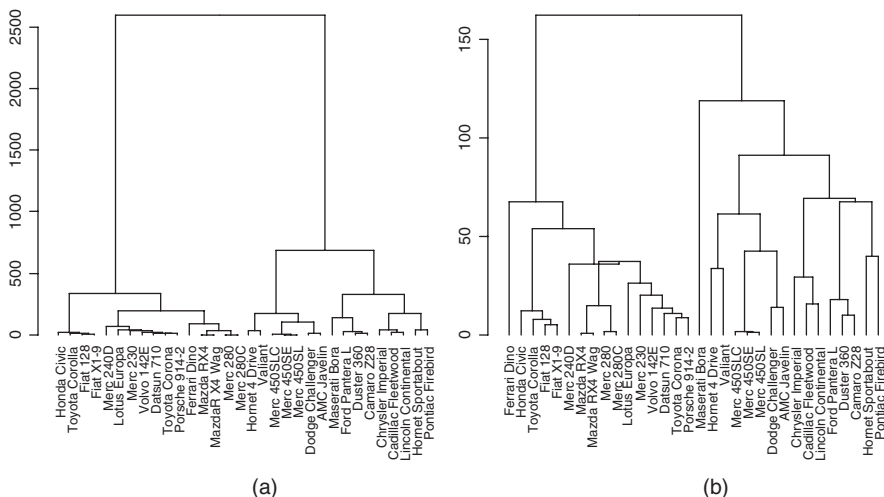 2500
2000
1500
1000
500
0
Honda Civic
Toyota Corolla
Fiat 128
Fiat X1-9
Merc 240D
Lotus Europa
Merc 230
Volvo 142E
Datsun 710
Toyota Corona
Porsche 914-2
Ferrari Dino
Mazda RX4
MazdaR X4 Wag
Merc 280
Merc 280C
Hornet 4 Drive
Valiant
Merc 450SLC
Merc 450SE
Merc 450SL
Dodge Challenger
AMC Javelin
Maserati Bora
Ford Pantera L
Duster 360
Camaro Z28
Chrysler Imperial
Cadillac Fleetwood
Lincoln Continental
Hornet Sportabout
Pontiac Firebird
(a)
150
100
50
0
Ferrari Dino
Honda Civic
Toyota Corolla
Fiat 128
Fiat X1-9
Merc 240D
Mazda RX4
Mazda RX4 Wag
Merc 280
Merc 280C
Lotus Europa
Merc 230
Volvo 142E
Datsun 710
Toyota Corona
Porsche 914-2
Maserati Bora
Hornet 4 Drive
Valiant
Merc 450SLC
Merc 450SE
Merc 450SL
Dodge Challenger
AMC Javelin
Chrysler Imperial
Cadillac Fleetwood
Lincoln Continental
Ford Pantera L
Duster 360
Camaro Z28
Hornet Sportabout
Pontiac Firebird
(b)